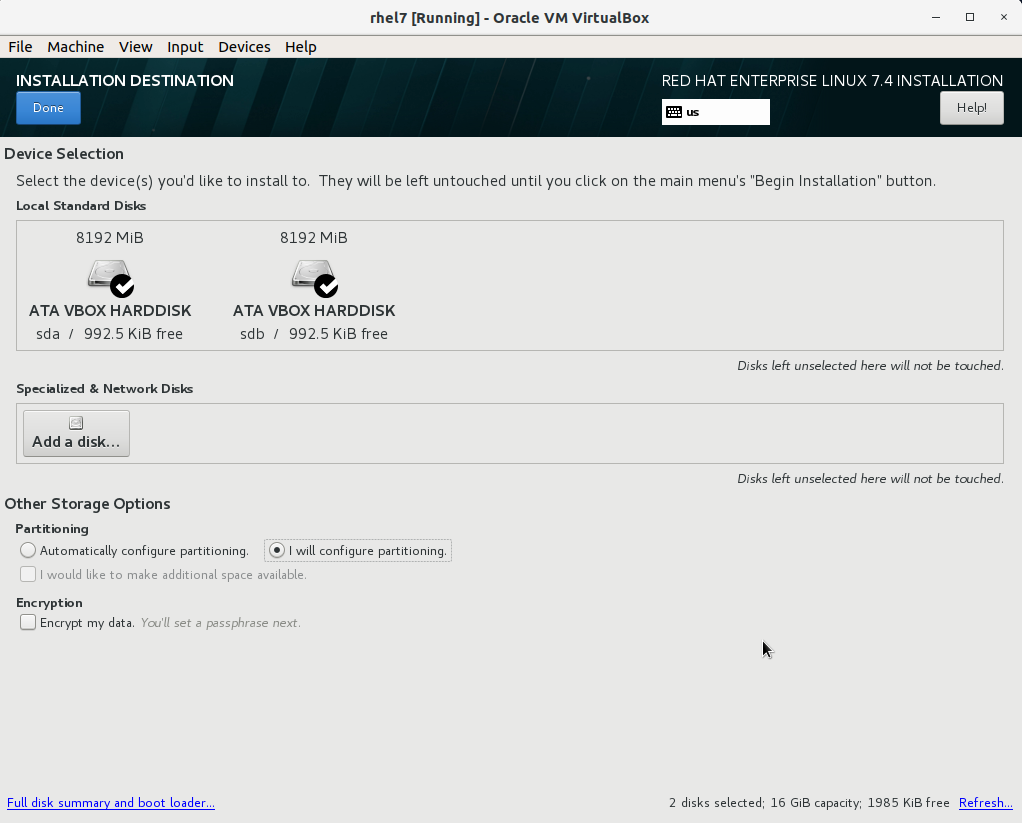 rhel7 [Running] - Oracle VM VirtualBox
File Machine View Input Devices Help
INSTALLATION DESTINATION
RED HAT ENTERPRISE LINUX 7.4 INSTALLATION
Done
us
Help!
Device Selection
Select the device(s) you'd like to install to. They will be left untouched until you click on the main menu's "Begin Installation" button.
Local Standard Disks
8192 MiB
ATA VBOX HARDDISK
sda / 992.5 KiB free
8192 MiB
ATA VBOX HARDDISK
sdb / 992.5 KiB free
Disks left unselected here will not be touched.
Specialized & Network Disks
Add a disk...
Disks left unselected here will not be touched.
Other Storage Options
Partitioning
Automatically configure partitioning. I will configure partitioning.
I would like to make additional space available.
Encryption
Encrypt my data. You'll set a passphrase next.
Full disk summary and boot loader...
2 disks selected; 16 GiB capacity; 1985 KiB free Refresh...